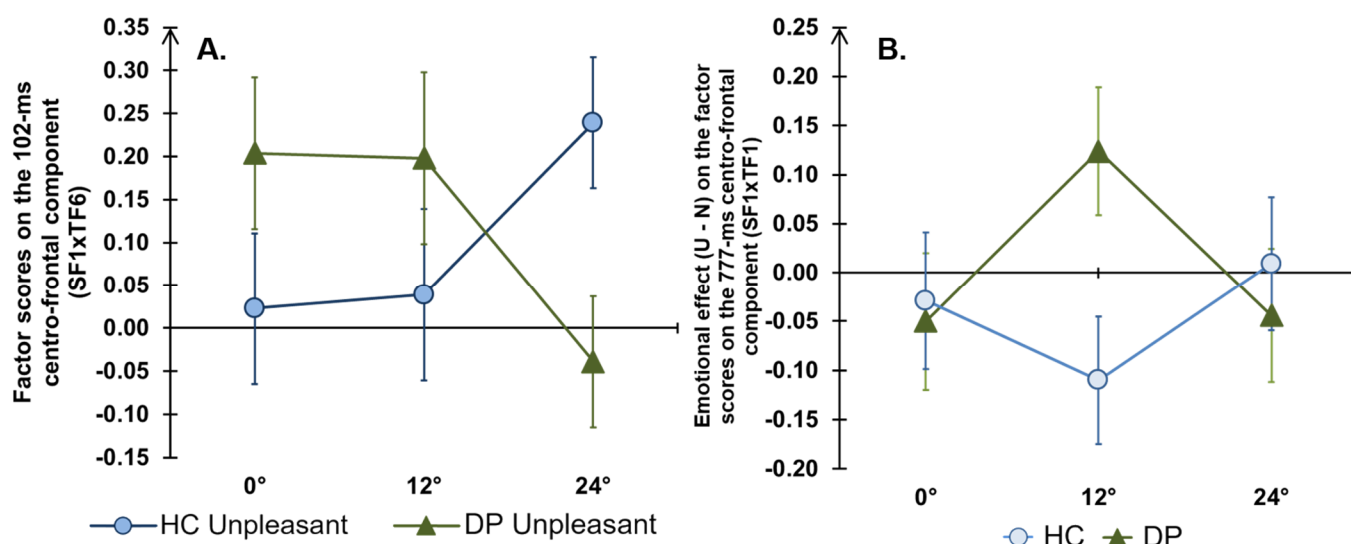 A.
Factor scores on the 102-ms
centro-frontal component
(SF1xTF6)
0.35
0.30
0.25
0.20
0.15
0.10
0.05
0.00
-0.05
-0.10
-0.15
0°
12°
24°
HC Unpleasant
DP Unpleasant
B.
Emotional effect (U - N) on the factor
scores on the 777-ms centro-frontal
component (SF1xTF1)
0.25
0.20
0.15
0.10
0.05
0.00
-0.05
-0.10
-0.15
-0.20
0°
12°
24°
HC
DP